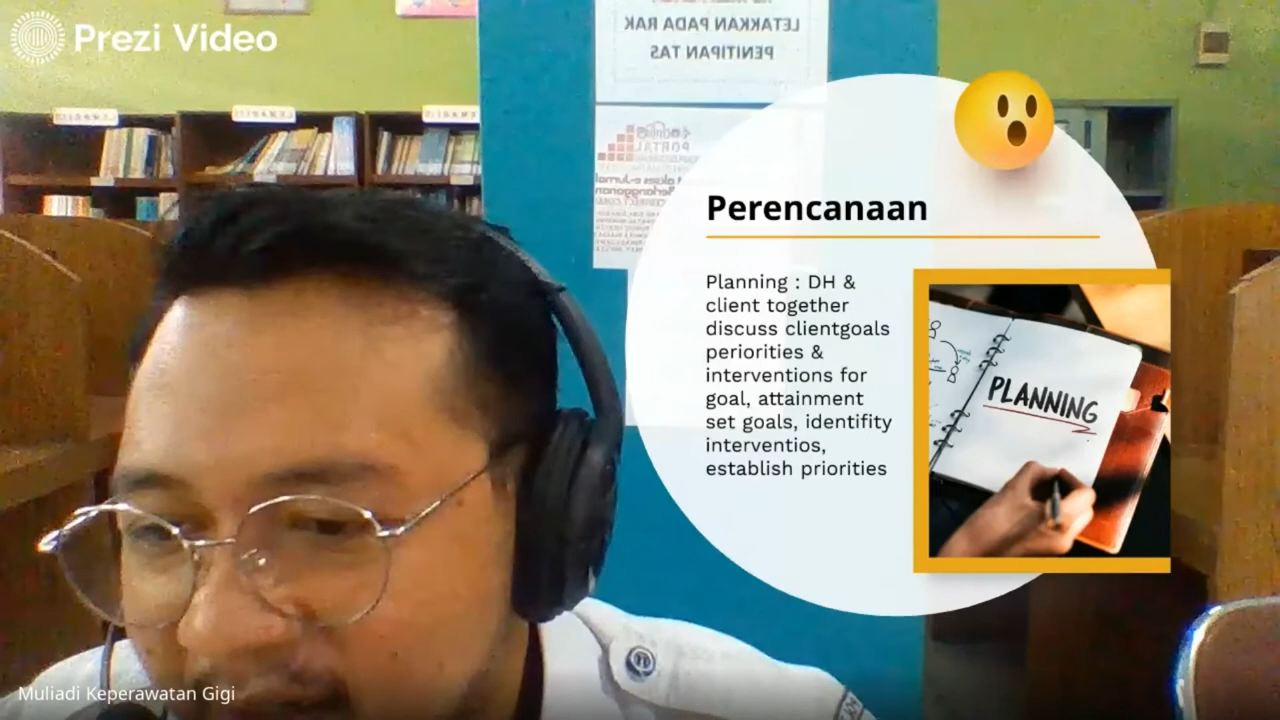 Prezi Video
LETAKKAN PADA RAK
PENITIPAN TAS
PORTAL
Perencanaan
Planning : DH &
client together
discuss clientgoals
periorities &
interventions for
goal, attainment
set goals, identifity
interventios,
establish priorities
PLANNING
Muliadi Keperawatan Gigi